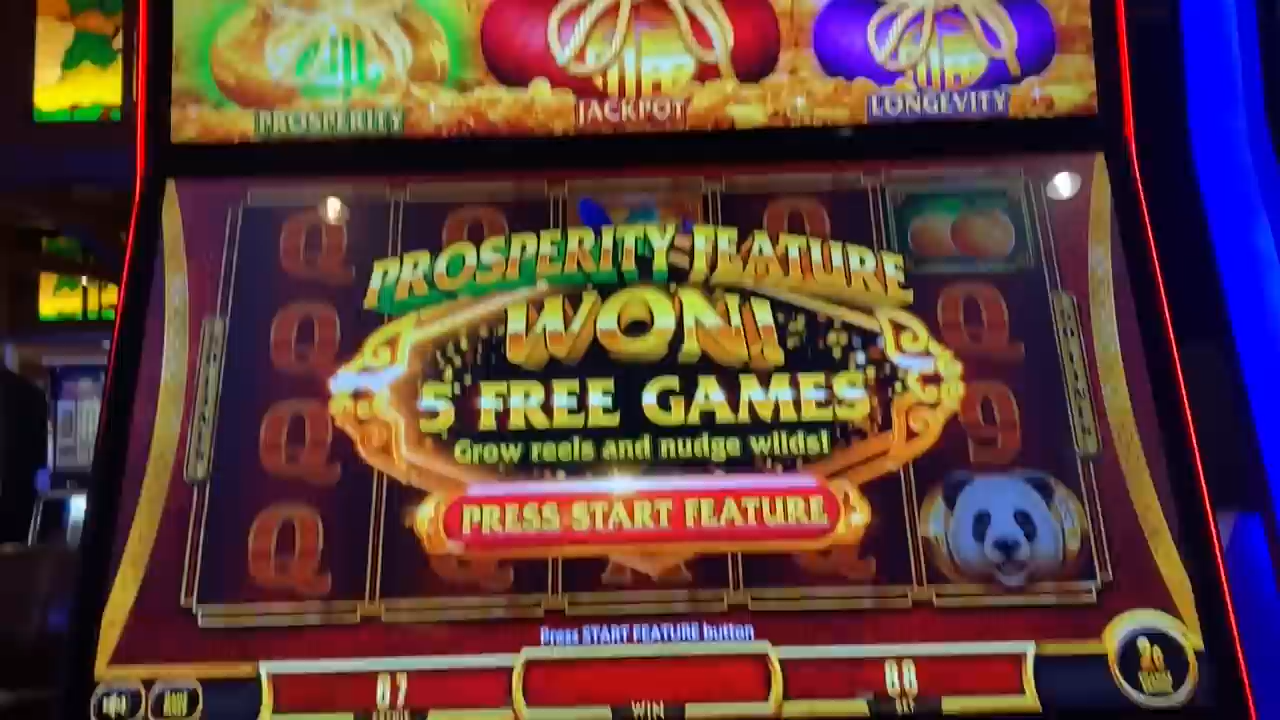 PROSPERITY
JACKPOT
LONGEVITY
PROSPERITY FEATURE
WON!
5 FREE GAMES
Grow reels and nudge wilds!
PRESS START FEATURE
Press START FEATURE button
WIN
Q
Q
Q
Q
Q
9